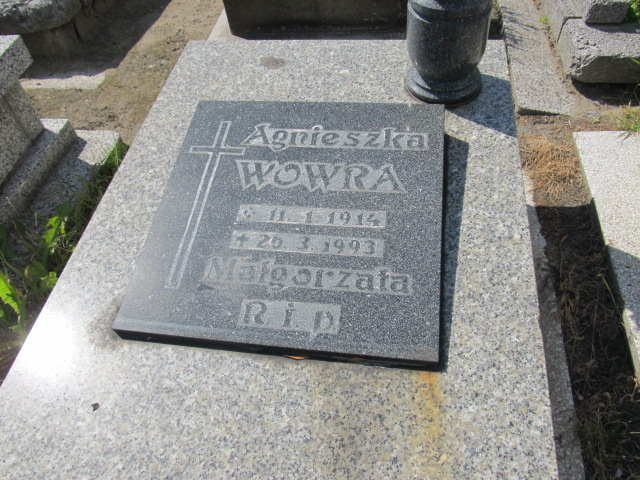 Agnieszka
WOWRA
* 11. 1. 1914
+ 26. 3. 1993
Małgorzata
R. i. p